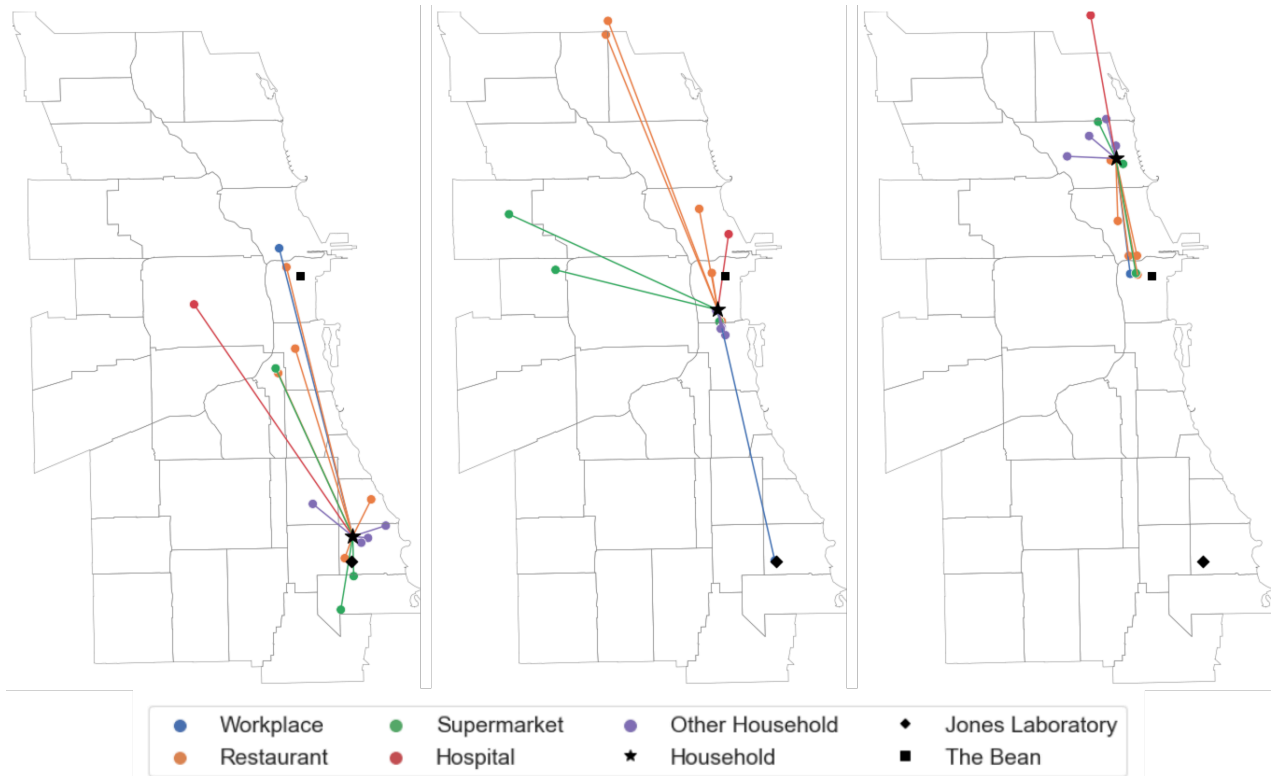 Workplace Supermarket Other Household Jones Laboratory
Restaurant Hospital Household The Bean